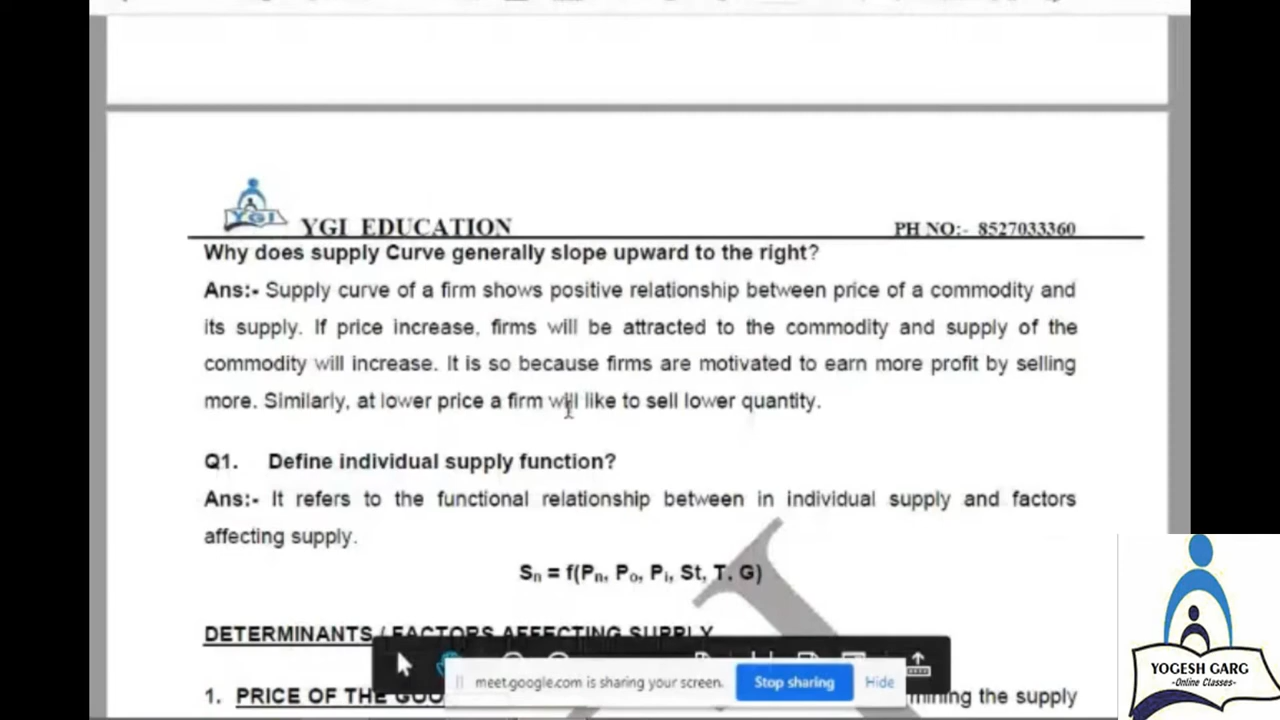 YGI
YGI EDUCATION
PH NO:- 8527033360
Why does supply Curve generally slope upward to the right?
Ans:- Supply curve of a firm shows positive relationship between price of a commodity and
its supply. If price increase, firms will be attracted to the commodity and supply of the
commodity will increase. It is so because firms are motivated to earn more profit by selling
more. Similarly, at lower price a firm will like to sell lower quantity.
Q1. Define individual supply function?
Ans:- It refers to the functional relationship between in individual supply and factors
affecting supply.
Sn = f(Pn, Po, Pi, St, T, G)
DETERMINANTS / FACTORS AFFECTING SUPPLY
meet.google.com is sharing your screen. Stop sharing Hide
1. PRICE OF THE the supply
YOGESH GARG
-Online Classes-